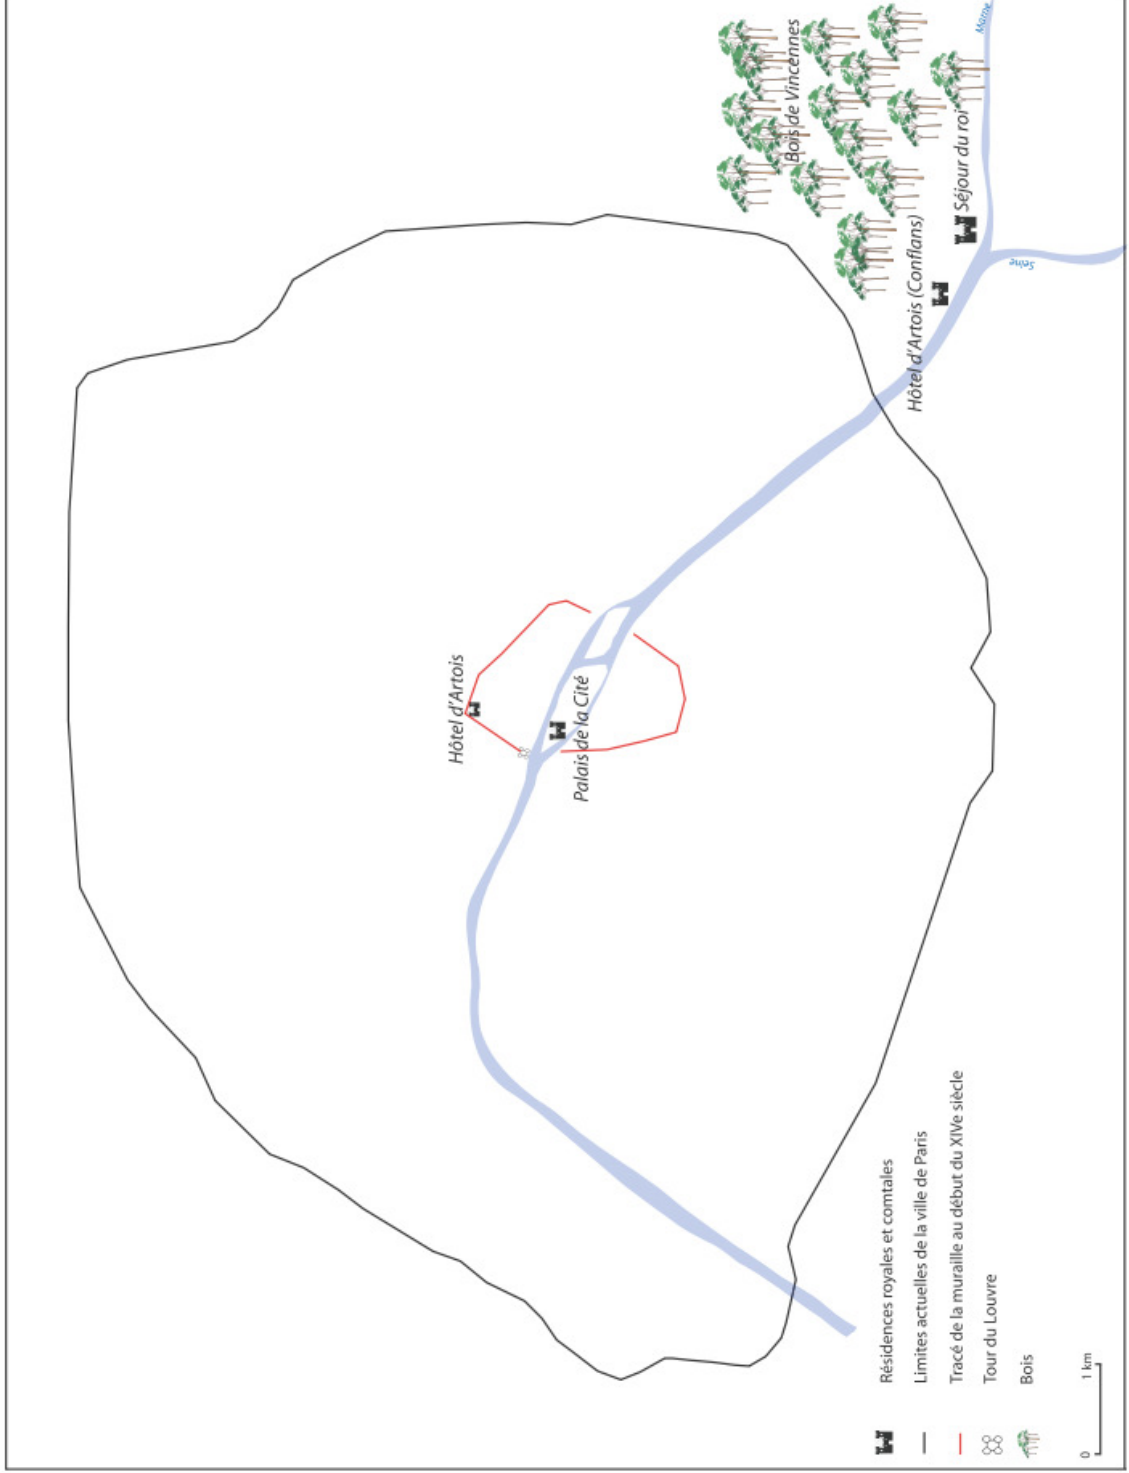 Bois de Vincennes
Marne
Séjour du roi
Hôtel d'Artois (Conflans)
Seine
Hôtel d'Artois
Palais de la Cité
Résidences royales et comtales
Limites actuelles de la ville de Paris
Tracé de la muraille au début du XIVe siècle
Tour du Louvre
Bois
0 1 km